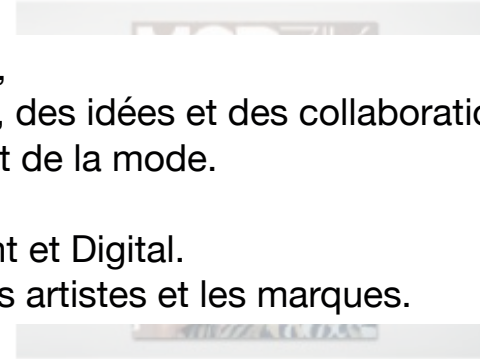 ,
, des idées et des collaboratio
t de la mode.
nt et Digital.
s artistes et les marques.